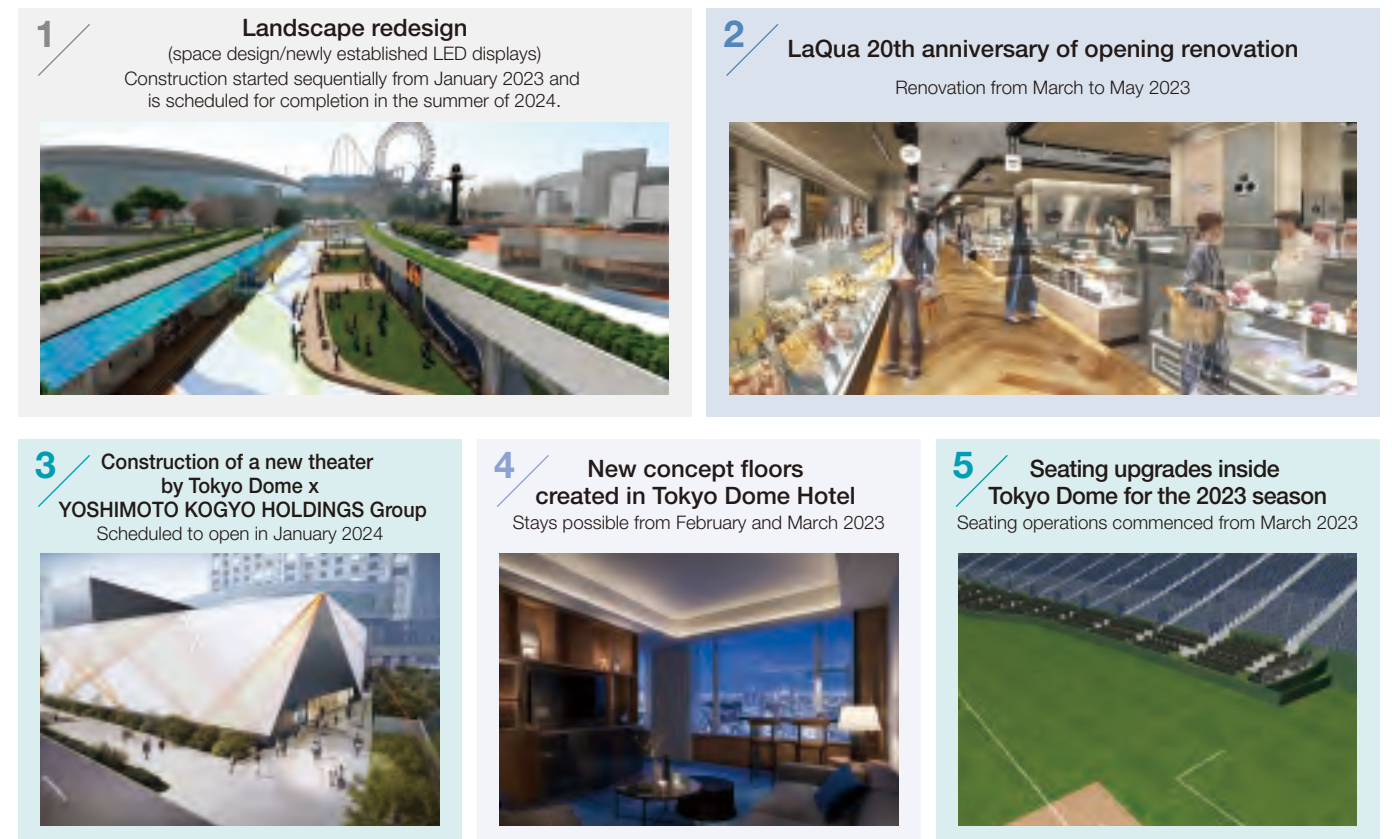 1
Landscape redesign
(space design/newly established LED displays)
Construction started sequentially from January 2023 and
is scheduled for completion in the summer of 2024.
2
LaQua 20th anniversary of opening renovation
Renovation from March to May 2023
3
Construction of a new theater
by Tokyo Dome x
YOSHIMOTO KOGYO HOLDINGS Group
Scheduled to open in January 2024
4
New concept floors
created in Tokyo Dome Hotel
Stays possible from February and March 2023
5
Seating upgrades inside
Tokyo Dome for the 2023 season
Seating operations commenced from March 2023